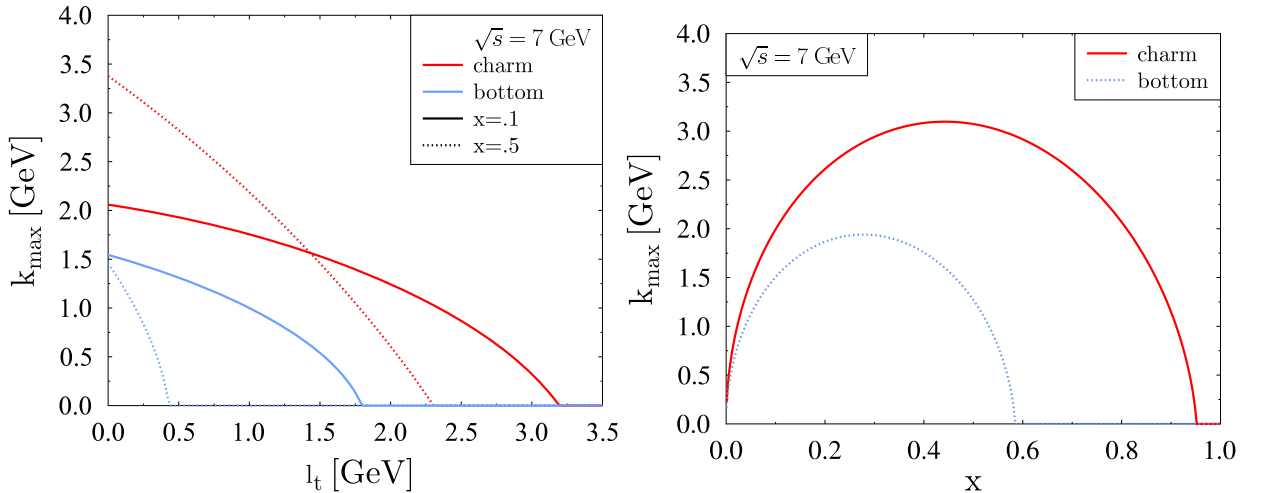 4.0
3.5
3.0
2.5
2.0
1.5
1.0
0.5
0.0
k_max [GeV]
0.0 0.5 1.0 1.5 2.0 2.5 3.0 3.5
l_t [GeV]
√s = 7 GeV
charm
bottom
x=.1
x=.5
4.0
3.5
3.0
2.5
2.0
1.5
1.0
0.5
0.0
k_max [GeV]
0.0 0.2 0.4 0.6 0.8 1.0
x
√s = 7 GeV
charm
bottom